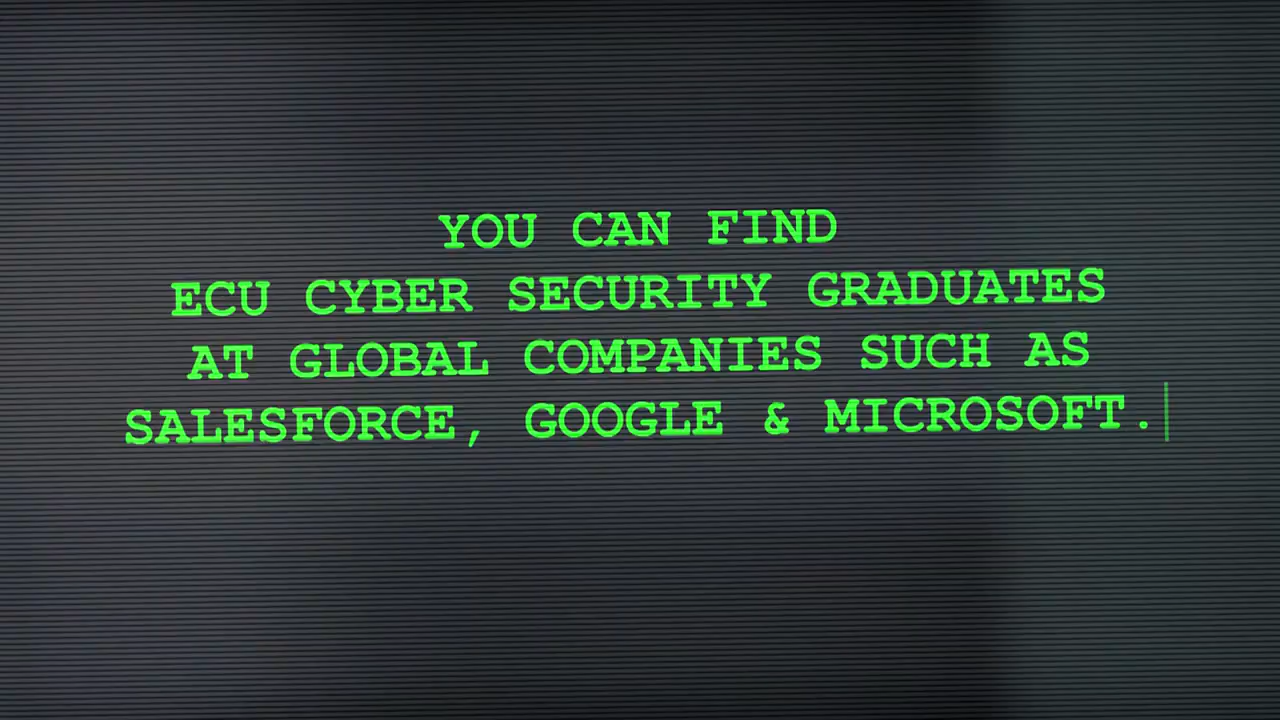 YOU CAN FIND
ECU CYBER SECURITY GRADUATES
AT GLOBAL COMPANIES SUCH AS
SALESFORCE, GOOGLE & MICROSOFT.